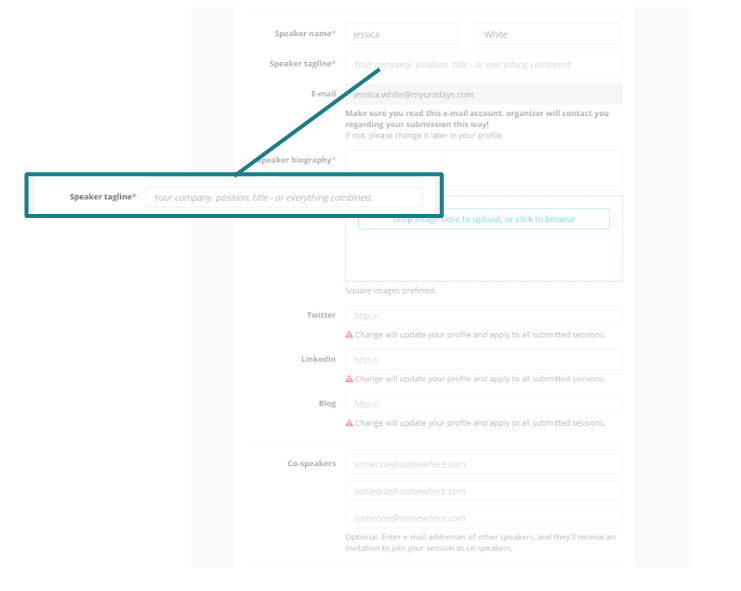 Speaker name* Jessica White
Speaker tagline* Your company, position, title - or everything combined.
E-mail jessica.white@myunidays.com
Make sure you read this e-mail account, organizer will contact you
regarding your submission this way!
If not, please change it later in your profile.
Speaker biography*
Speaker tagline* Your company, position, title - or everything combined.
Drop image here to upload, or click to browse
Square images prefered.
Twitter http://
Change will update your profile and apply to all submitted sessions.
LinkedIn http://
Change will update your profile and apply to all submitted sessions.
Blog http://
Change will update your profile and apply to all submitted sessions.
Co-speakers someone@somewhere.com
someone@somewhere.com
someone@somewhere.com
Optional. Enter e-mail addresses of other speakers, and they'll receive an
invitation to join your session as co-speakers.